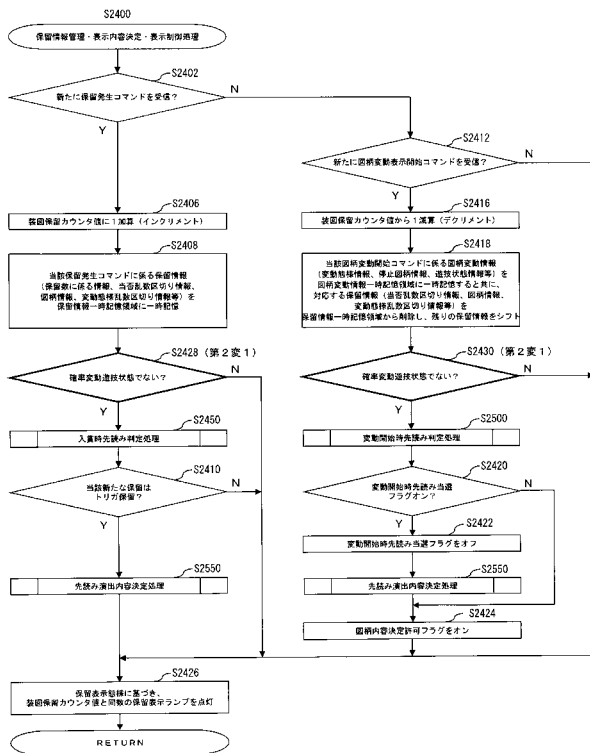 S2400
保留情報管理・表示内容決定・表示制御処理
S2402
新たに保留発生コマンドを受信？
N
Y
S2412
新たに図柄変動表示開始コマンドを受信？
N
Y
S2406
装図保留カウンタ値に1加算（インクリメント）
S2416
装図保留カウンタ値から1減算（デクリメント）
S2408
当該保留発生コマンドに係る保留情報
（保留数に係る情報、当否乱数区切り情報、
図柄情報、変動態様乱数区切り情報等）を
保留情報一時記憶領域に一時記憶
S2418
当該図柄変動開始コマンドに係る図柄変動情報
（変動態様情報、停止図柄情報、遊技状態情報等）を
図柄変動情報一時記憶領域に一時記憶すると共に、
対応する保留情報（当否乱数区切り情報、図柄情報、
変動態様乱数区切り情報等）を
保留情報一時記憶領域から削除し、残りの保留情報をシフト
S2428（第2変1）
確率変動遊技状態でない？
N
Y
S2430（第2変1）
確率変動遊技状態でない？
N
Y
S2450
入賞時先読み判定処理
S2500
変動開始時先読み判定処理
S2410
当該新たな保留は
トリガ保留？
N
Y
S2420
変動開始時先読み当選
フラグオン？
N
Y
S2422
変動開始時先読み当選フラグをオフ
S2550
先読み演出内容決定処理
S2550
先読み演出内容決定処理
S2424
図柄内容決定許可フラグをオン
S2426
保留表示態様に基づき、
装図保留カウンタ値と同数の保留表示ランプを点灯
RETURN